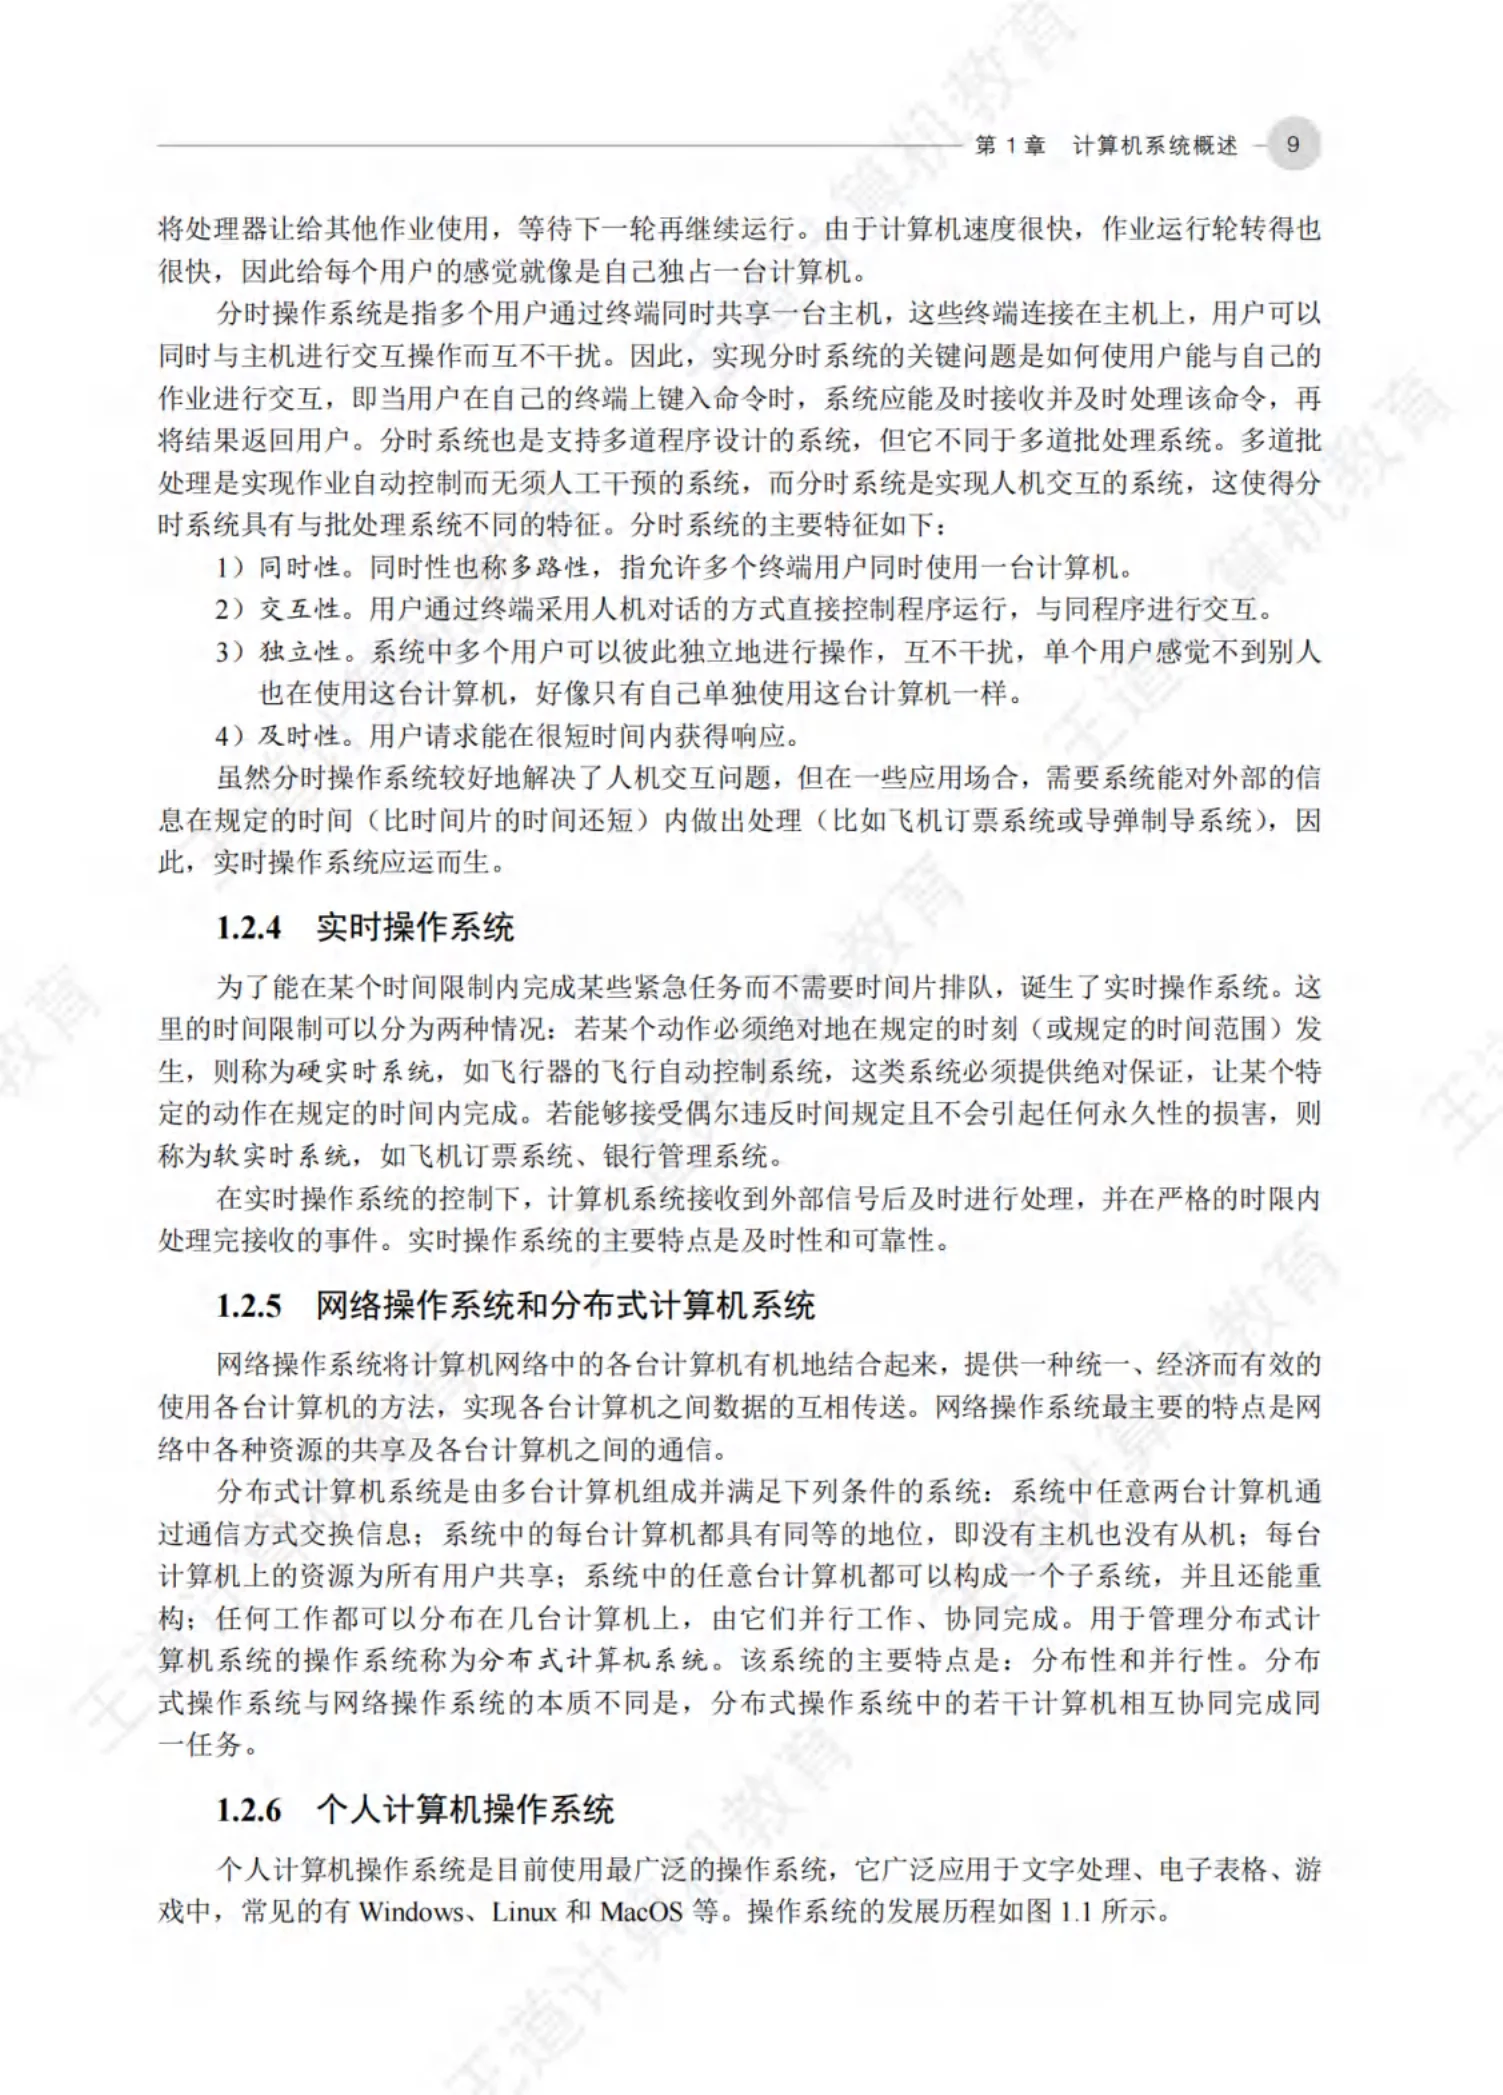 第 1 章 计算机系统概述 9
将处理器让给其他作业使用，等待下一轮再继续运行。由于计算机速度很快，作业运行轮转得也
很快，因此给每个用户的感觉就像是自己独占一台计算机。
分时操作系统是指多个用户通过终端同时共享一台主机，这些终端连接在主机上，用户可以
同时与主机进行交互操作而互不干扰。因此，实现分时系统的关键问题是如何使用户能与自己的
作业进行交互，即当用户在自己的终端上键入命令时，系统应能及时接收并及时处理该命令，再
将结果返回用户。分时系统也是支持多道程序设计的系统，但它不同于多道批处理系统。多道批
处理是实现作业自动控制而无须人工干预的系统，而分时系统是实现人机交互的系统，这使得分
时系统具有与批处理系统不同的特征。分时系统的主要特征如下：
1）同时性。同时性也称多路性，指允许多个终端用户同时使用一台计算机。
2）交互性。用户通过终端采用人机对话的方式直接控制程序运行，与同程序进行交互。
3）独立性。系统中多个用户可以彼此独立地进行操作，互不干扰，单个用户感觉不到别人
也在使用这台计算机，好像只有自己单独使用这台计算机一样。
4）及时性。用户请求能在很短时间内获得响应。
虽然分时操作系统较好地解决了人机交互问题，但在一些应用场合，需要系统能对外部的信
息在规定的时间（比时间片的时间还短）内做出处理（比如飞机订票系统或导弹制导系统），因
此，实时操作系统应运而生。
1.2.4 实时操作系统
为了能在某个时间限制内完成某些紧急任务而不需要时间片排队，诞生了实时操作系统。这
里的时间限制可以分为两种情况：若某个动作必须绝对地在规定的时刻（或规定的时间范围）发
生，则称为硬实时系统，如飞行器的飞行自动控制系统，这类系统必须提供绝对保证，让某个特
定的动作在规定的时间内完成。若能够接受偶尔违反时间规定且不会引起任何永久性的损害，则
称为软实时系统，如飞机订票系统、银行管理系统。
在实时操作系统的控制下，计算机系统接收到外部信号后及时进行处理，并在严格的时限内
处理完接收的事件。实时操作系统的主要特点是及时性和可靠性。
1.2.5 网络操作系统和分布式计算机系统
网络操作系统将计算机网络中的各台计算机有机地结合起来，提供一种统一、经济而有效的
使用各台计算机的方法，实现各台计算机之间数据的互相传送。网络操作系统最主要的特点是网
络中各种资源的共享及各台计算机之间的通信。
分布式计算机系统是由多台计算机组成并满足下列条件的系统：系统中任意两台计算机通
过通信方式交换信息；系统中的每台计算机都具有同等的地位，即没有主机也没有从机；每台
计算机上的资源为所有用户共享；系统中的任意台计算机都可以构成一个子系统，并且还能重
构；任何工作都可以分布在几台计算机上，由它们并行工作、协同完成。用于管理分布式计
算机系统的操作系统称为分布式计算机系统。该系统的主要特点是：分布性和并行性。分布
式操作系统与网络操作系统的本质不同是，分布式操作系统中的若干计算机相互协同完成同
一任务。
1.2.6 个人计算机操作系统
个人计算机操作系统是目前使用最广泛的操作系统，它广泛应用于文字处理、电子表格、游
戏中，常见的有 Windows、Linux 和 MacOS 等。操作系统的发展历程如图 1.1 所示。
王道计算机教育
王道计算机教育
王道计算机教育
王道计算机教育
王道计算机教育
王道计算机教育
王道计算机教育